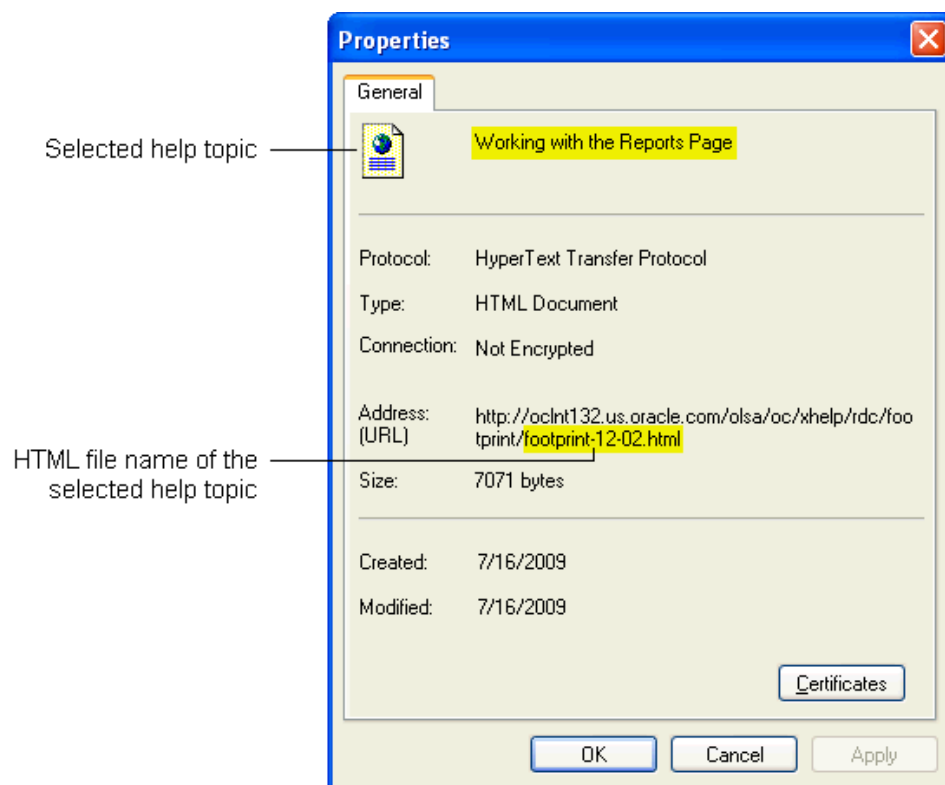 Properties
General
Selected help topic
Working with the Reports Page
Protocol: HyperText Transfer Protocol
Type: HTML Document
Connection: Not Encrypted
Address: (URL) http://oclnt132.us.oracle.com/olsa/oc/xhelp/rdc/foo
tprint/footprint-12-02.html
HTML file name of the
selected help topic
Size: 7071 bytes
Created: 7/16/2009
Modified: 7/16/2009
Certificates
OK Cancel Apply